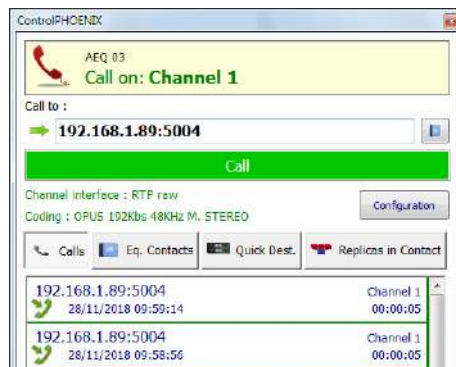 ControlPHOENIX
AEQ 03
Call on: Channel 1
Call to :
192.168.1.89:5004
Call
Channel interface : RTP raw
Coding : OPUS 192Kbs 48KHz M. STEREO
Configuration
Calls Eq. Contacts Quick Dest. Replicas in Contact
192.168.1.89:5004 Channel 1
28/11/2018 09:59:14 00:00:05
192.168.1.89:5004 Channel 1
28/11/2018 09:58:56 00:00:05